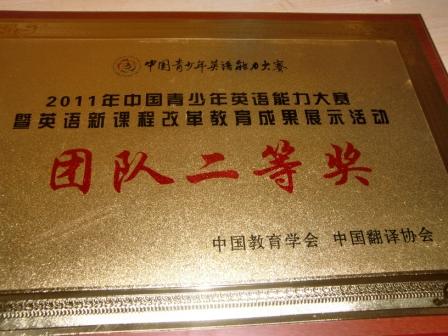 中国青少年英语能力大赛
2011年中国青少年英语能力大赛
暨英语新课程改革教育成果展示活动
团队二等奖
中国教育学会 中国翻译协会